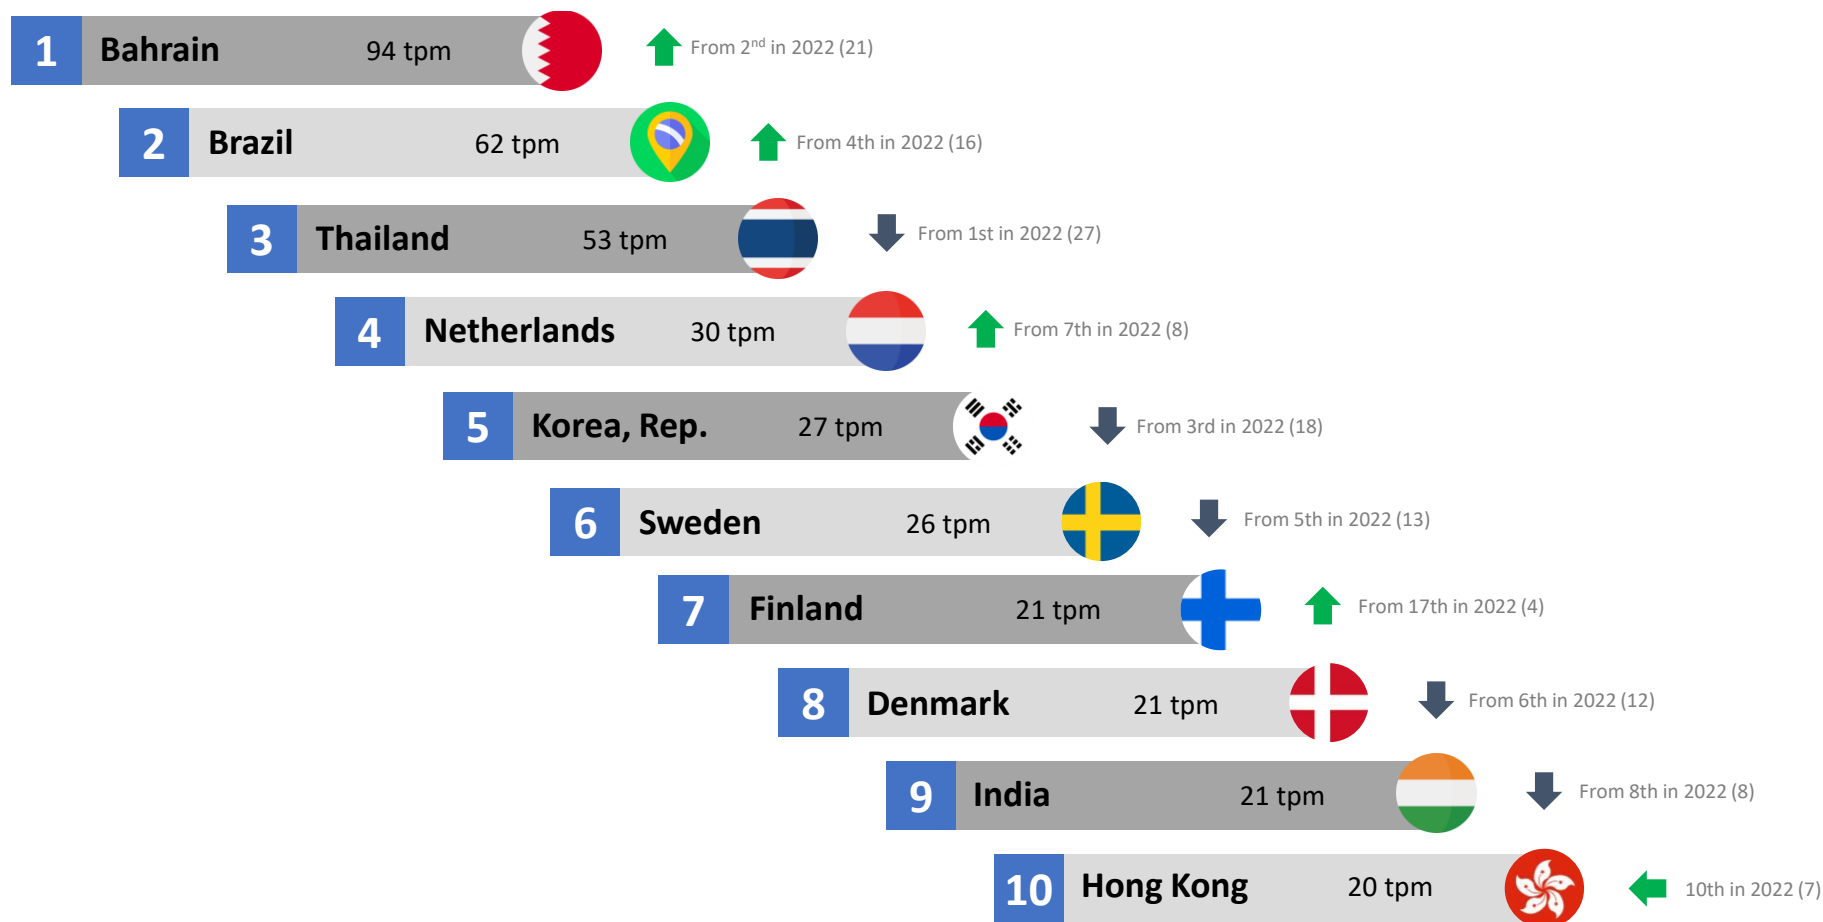 1 Bahrain 94 tpm From 2nd in 2022 (21)
2 Brazil 62 tpm From 4th in 2022 (16)
3 Thailand 53 tpm From 1st in 2022 (27)
4 Netherlands 30 tpm From 7th in 2022 (8)
5 Korea, Rep. 27 tpm From 3rd in 2022 (18)
6 Sweden 26 tpm From 5th in 2022 (13)
7 Finland 21 tpm From 17th in 2022 (4)
8 Denmark 21 tpm From 6th in 2022 (12)
9 India 21 tpm From 8th in 2022 (8)
10 Hong Kong 20 tpm 10th in 2022 (7)